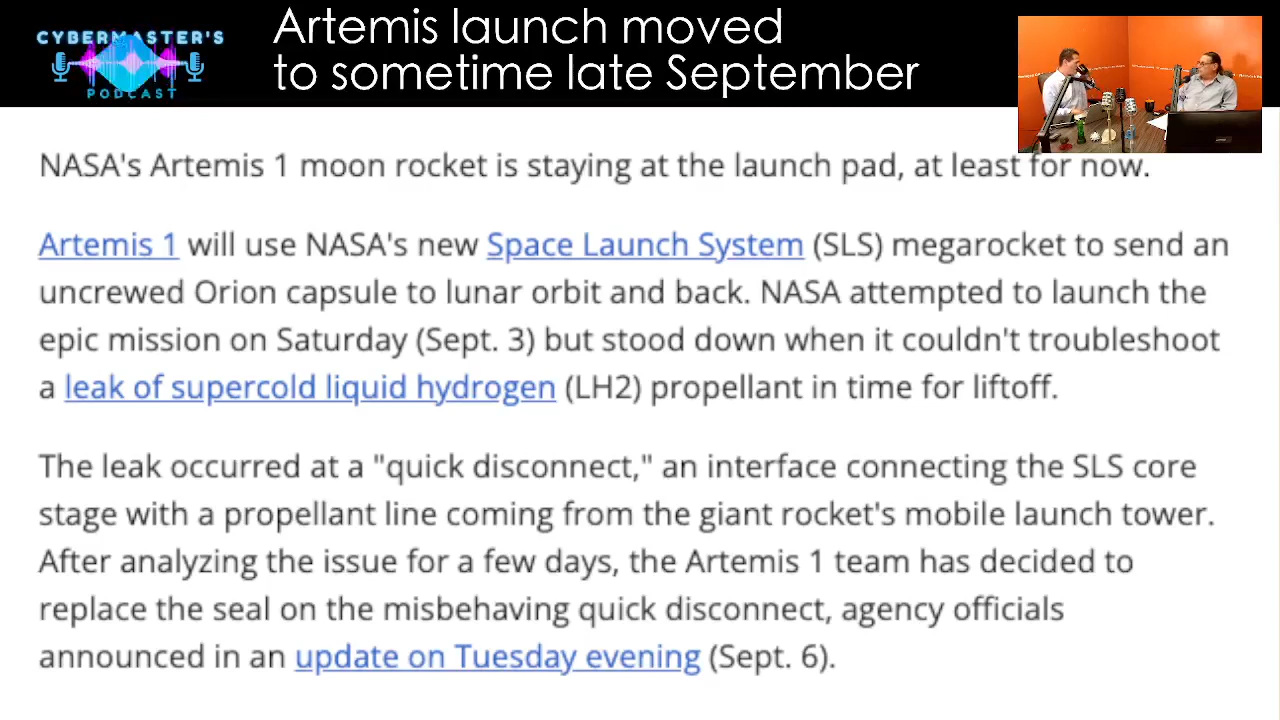 CYBERMASTER'S
PODCAST
Artemis launch moved
to sometime late September
NASA's Artemis 1 moon rocket is staying at the launch pad, at least for now.
Artemis 1 will use NASA's new Space Launch System (SLS) megarocket to send an
uncrewed Orion capsule to lunar orbit and back. NASA attempted to launch the
epic mission on Saturday (Sept. 3) but stood down when it couldn't troubleshoot
a leak of supercold liquid hydrogen (LH2) propellant in time for liftoff.
The leak occurred at a "quick disconnect," an interface connecting the SLS core
stage with a propellant line coming from the giant rocket's mobile launch tower.
After analyzing the issue for a few days, the Artemis 1 team has decided to
replace the seal on the misbehaving quick disconnect, agency officials
announced in an update on Tuesday evening (Sept. 6).